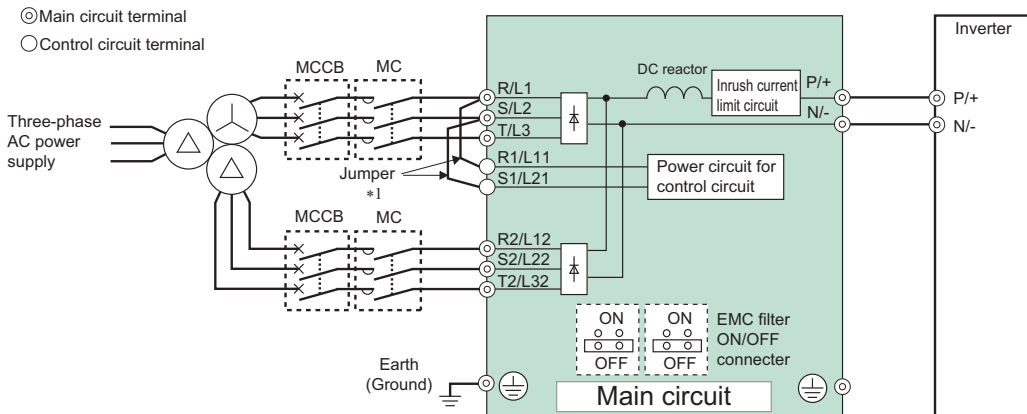 Main circuit terminal
Control circuit terminal
Three-phase
AC power
supply
MCCB
MC
R/L1
S/L2
T/L3
R1/L11
S1/L21
Jumper
*1
MCCB
MC
R2/L12
S2/L22
T2/L32
Earth
(Ground)
DC reactor
Inrush current
limit circuit
P/+
N/-
Power circuit for
control circuit
ON
OFF
ON
OFF
EMC filter
ON/OFF
connecter
Main circuit
Inverter
P/+
N/-